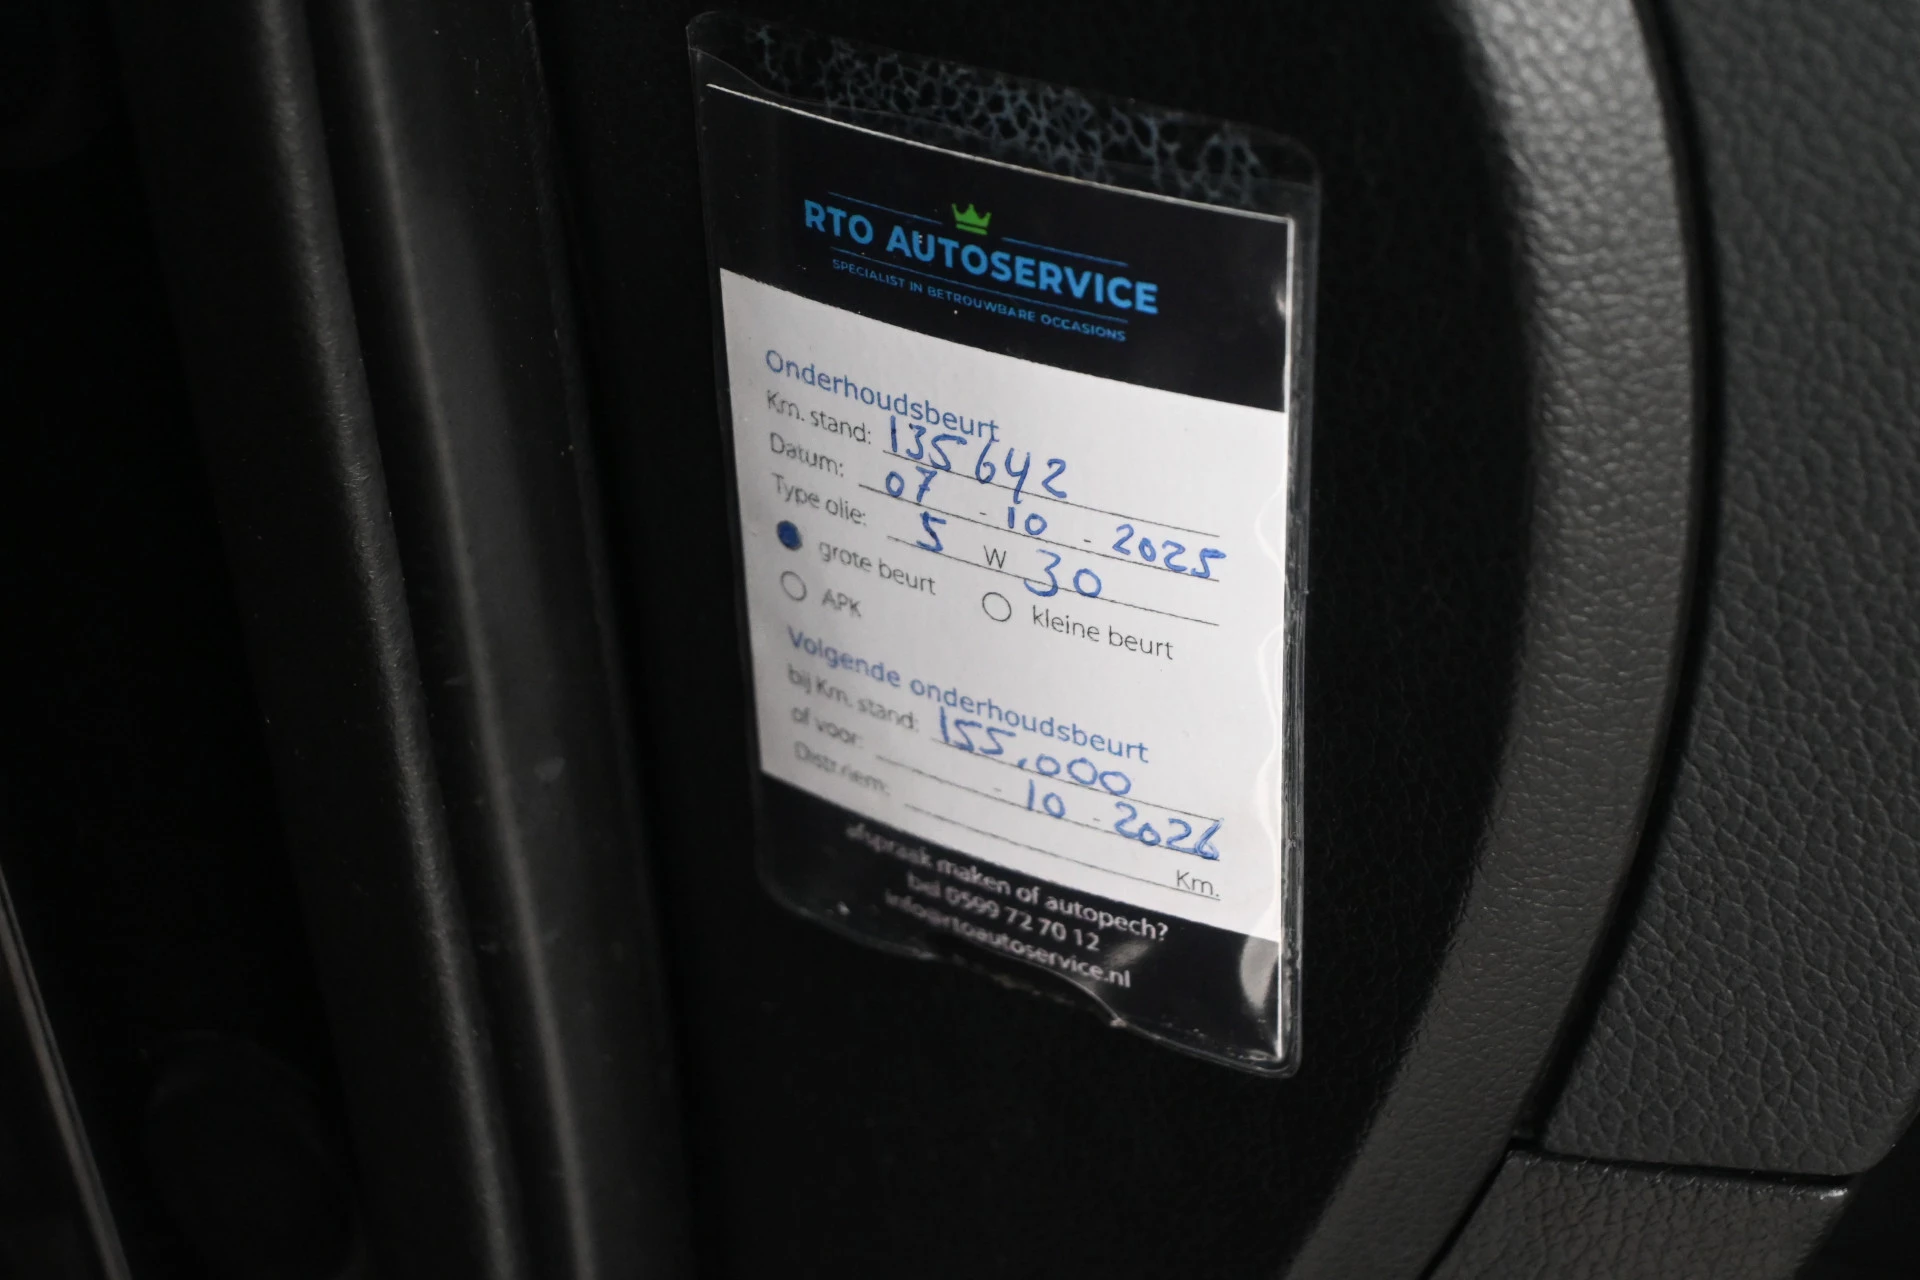 RTO AUTOSERVICE
SPECIALIST IN BETROUWBARE OCCASIONS
Onderhoudsbeurt
Km. stand: 135642
Datum: 07 - 10 - 2025
Type olie: 5 W 30
grote beurt kleine beurt
APK
Volgende onderhoudsbeurt
bij Km. stand: 155.000
of voor: - 10 - 2026
Distr.riem: Km.
afspraak maken of autopech?
bel 0599 72 70 12
info@rtoautoservice.nl